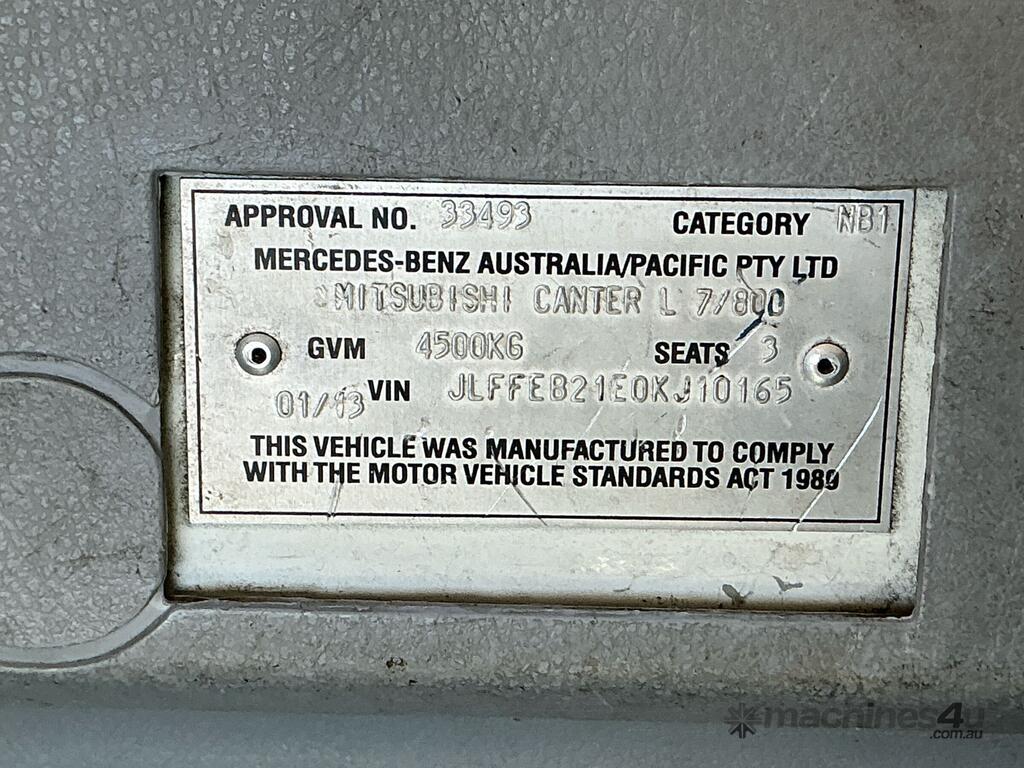 APPROVAL NO. 33493 CATEGORY NB1
MERCEDES-BENZ AUSTRALIA/PACIFIC PTY LTD
MITSUBISHI CANTER L 7/800
GVM 4500KG SEATS 3
01/13 VIN JLFFEB21E0KJ10165
THIS VEHICLE WAS MANUFACTURED TO COMPLY
WITH THE MOTOR VEHICLE STANDARDS ACT 1989
machines4u
.com.au